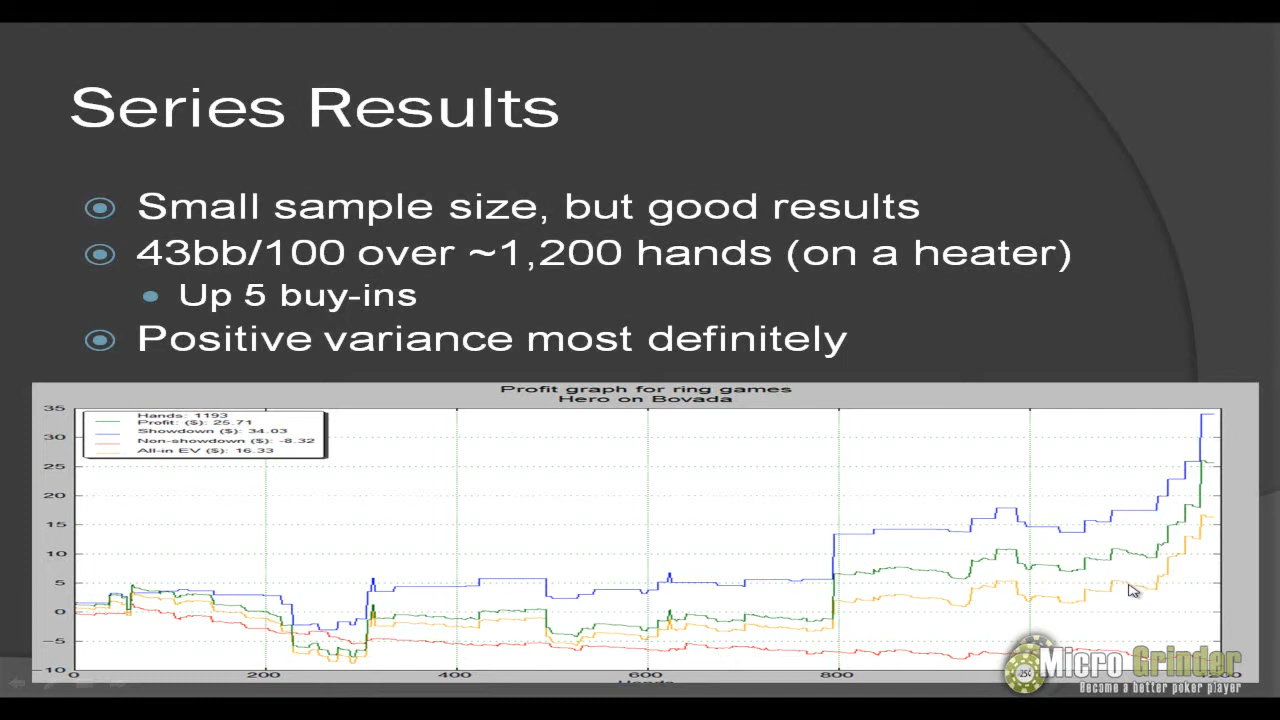 Series Results
Small sample size, but good results
43bb/100 over ~1,200 hands (on a heater)
Up 5 buy-ins
Positive variance most definitely
Profit graph for ring games
Hero on Bovada
Hands: 1193
Profit ($): 25.71
Showdown ($): 34.03
Non-showdown ($): -8.32
All-in EV ($): 16.33
35
30
25
20
15
10
5
0
-5
-10
0 200 400 600 800 1200
Hands
25¢
Micro Grinder
Become a better poker player